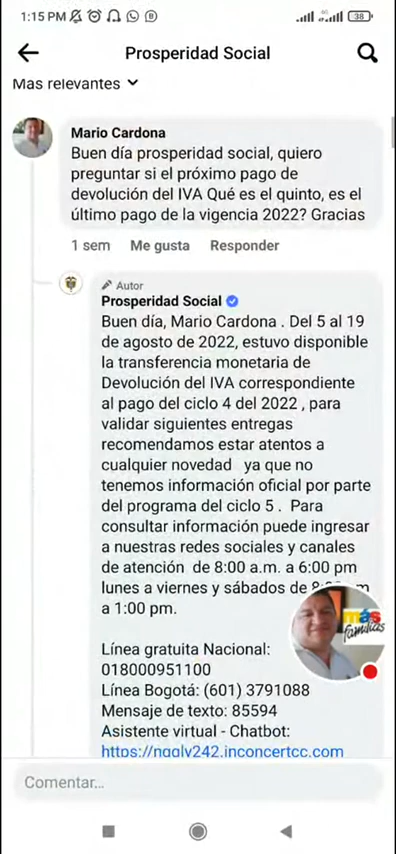 1:15 PM
38
Prosperidad Social
Mas relevantes
Mario Cardona
Buen día prosperidad social, quiero
preguntar si el próximo pago de
devolución del IVA Qué es el quinto, es el
último pago de la vigencia 2022? Gracias
1 sem Me gusta Responder
Autor
Prosperidad Social
Buen día, Mario Cardona . Del 5 al 19
de agosto de 2022, estuvo disponible
la transferencia monetaria de
Devolución del IVA correspondiente
al pago del ciclo 4 del 2022 , para
validar siguientes entregas
recomendamos estar atentos a
cualquier novedad ya que no
tenemos información oficial por parte
del programa del ciclo 5 . Para
consultar información puede ingresar
a nuestras redes sociales y canales
de atención de 8:00 a.m. a 6:00 pm
lunes a viernes y sábados de
a 1:00 pm.
más
familias
Línea gratuita Nacional:
018000951100
Línea Bogotá: (601) 3791088
Mensaje de texto: 85594
Asistente virtual - Chatbot:
https://nqqly242.inconcertcc.com
Comentar...